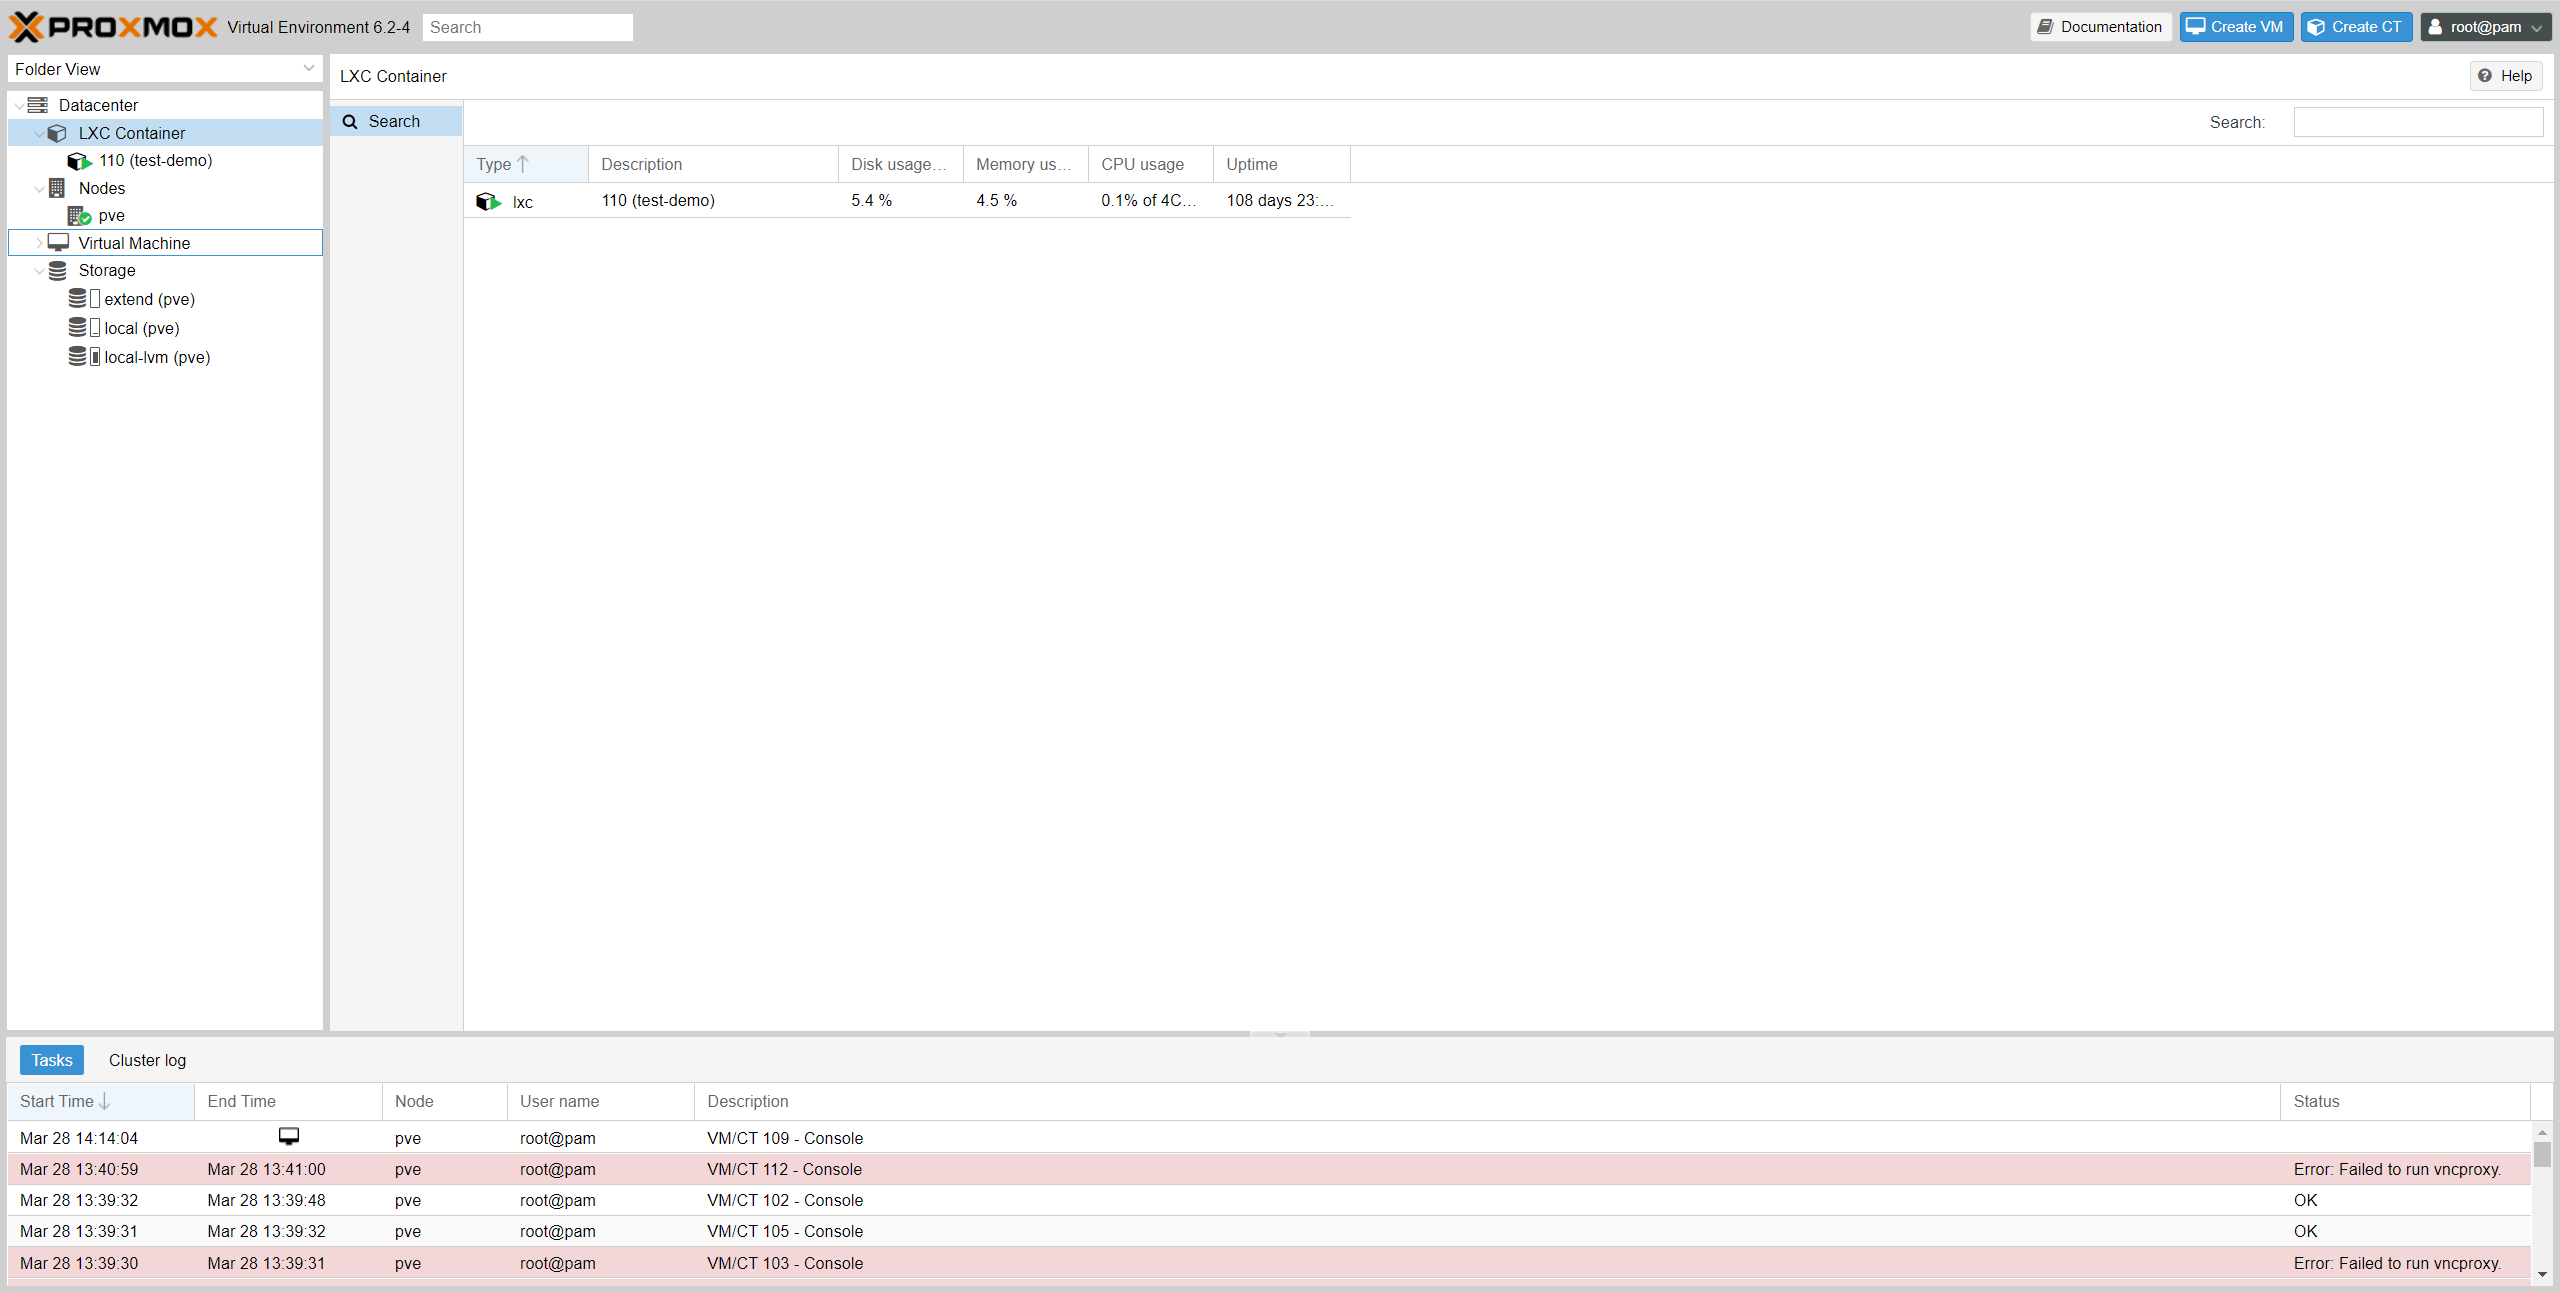 PROXMOX Virtual Environment 6.2-4 Search Documentation Create VM Create CT root@pam
Folder View
LXC Container
Help
Datacenter
LXC Container
110 (test-demo)
Nodes
pve
Virtual Machine
Storage
extend (pve)
local (pve)
local-lvm (pve)
Search
Search:
Type Description Disk usage... Memory us... CPU usage Uptime
lxc 110 (test-demo) 5.4 % 4.5 % 0.1% of 4C... 108 days 23:...
Tasks Cluster log
Start Time End Time Node User name Description Status
Mar 28 14:14:04 pve root@pam VM/CT 109 - Console
Mar 28 13:40:59 Mar 28 13:41:00 pve root@pam VM/CT 112 - Console Error: Failed to run vncproxy.
Mar 28 13:39:32 Mar 28 13:39:48 pve root@pam VM/CT 102 - Console OK
Mar 28 13:39:31 Mar 28 13:39:32 pve root@pam VM/CT 105 - Console OK
Mar 28 13:39:30 Mar 28 13:39:31 pve root@pam VM/CT 103 - Console Error: Failed to run vncproxy.